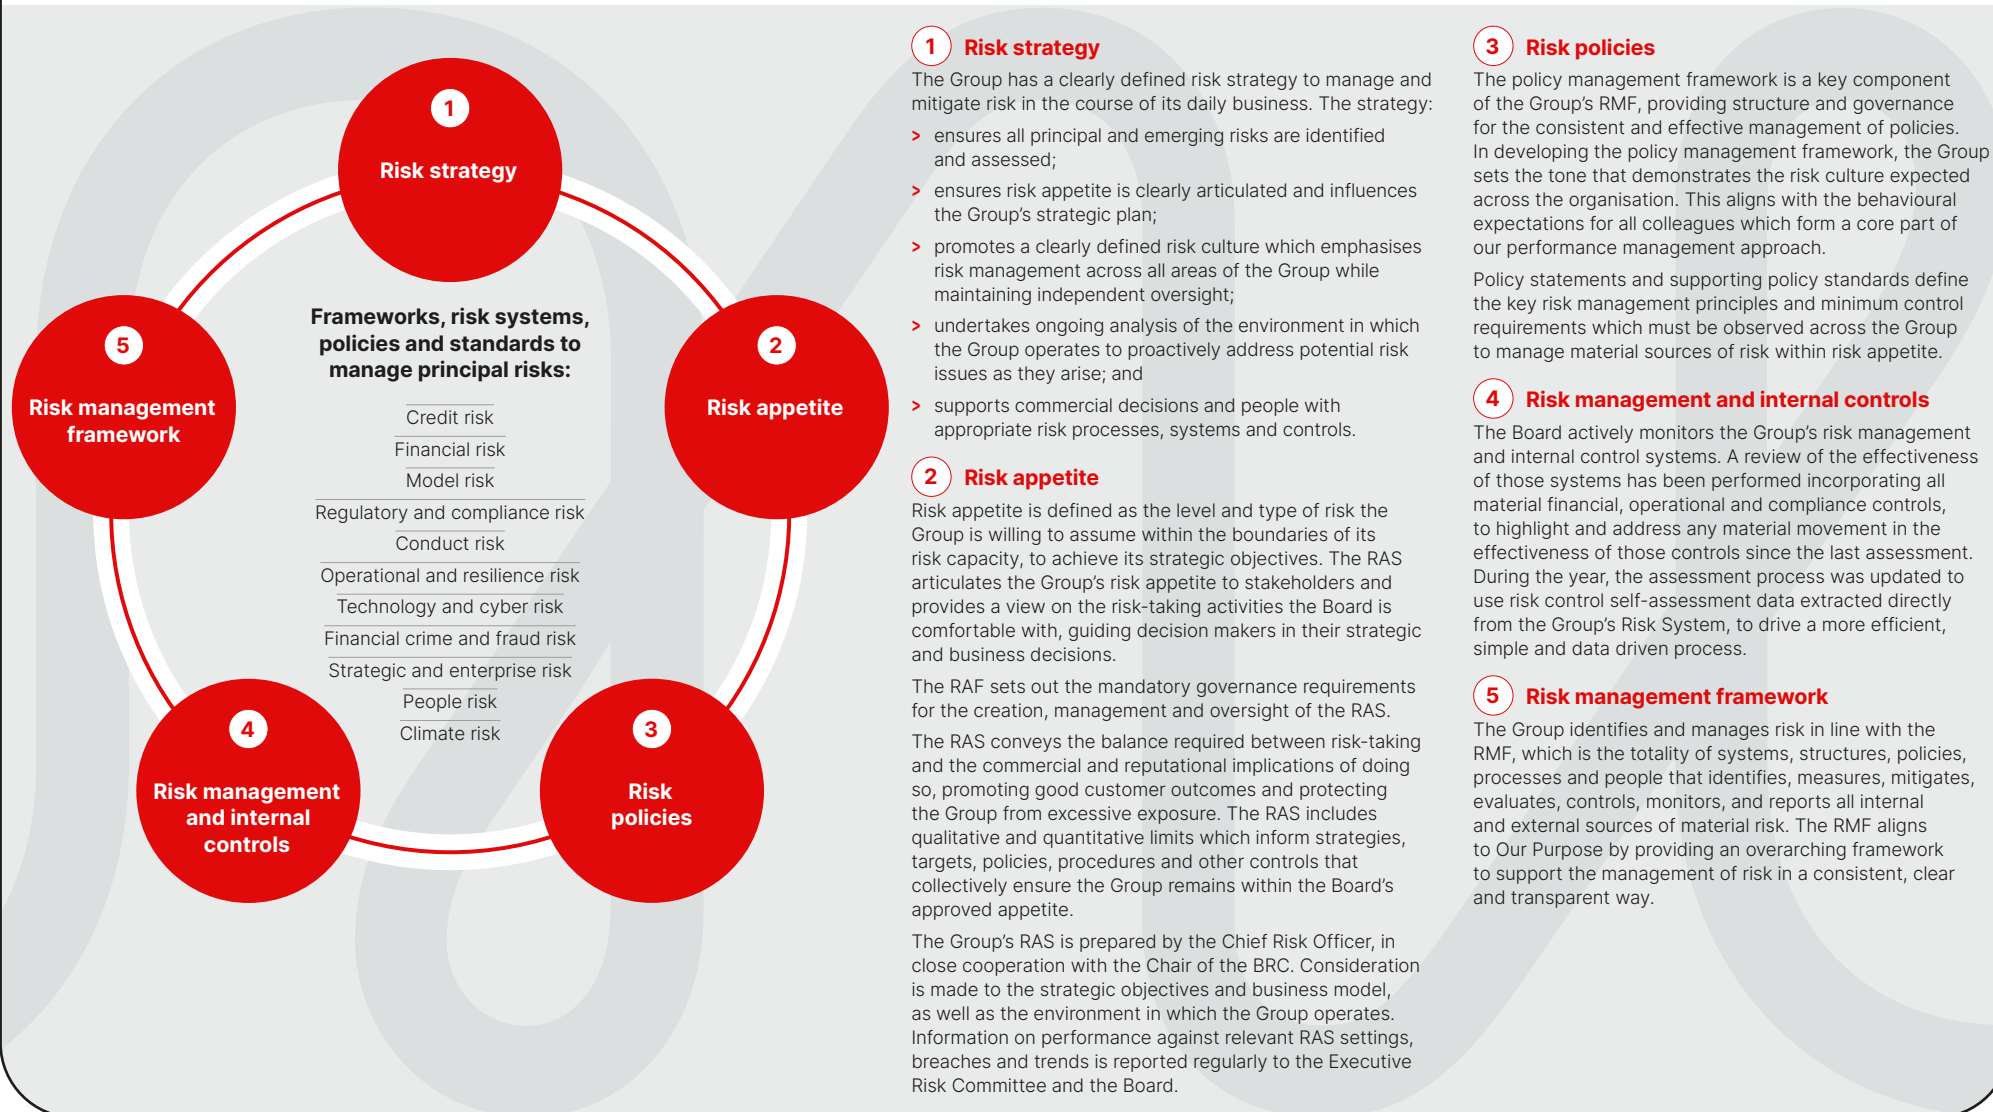 1
Risk strategy
5
Risk management
framework
2
Risk appetite
4
Risk management
and internal
controls
3
Risk
policies
Frameworks, risk systems,
policies and standards to
manage principal risks:
Credit risk
Financial risk
Model risk
Regulatory and compliance risk
Conduct risk
Operational and resilience risk
Technology and cyber risk
Financial crime and fraud risk
Strategic and enterprise risk
People risk
Climate risk
1 Risk strategy
The Group has a clearly defined risk strategy to manage and
mitigate risk in the course of its daily business. The strategy:
> ensures all principal and emerging risks are identified
and assessed;
> ensures risk appetite is clearly articulated and influences
the Group’s strategic plan;
> promotes a clearly defined risk culture which emphasises
risk management across all areas of the Group while
maintaining independent oversight;
> undertakes ongoing analysis of the environment in which
the Group operates to proactively address potential risk
issues as they arise; and
> supports commercial decisions and people with
appropriate risk processes, systems and controls.
2 Risk appetite
Risk appetite is defined as the level and type of risk the
Group is willing to assume within the boundaries of its
risk capacity, to achieve its strategic objectives. The RAS
articulates the Group’s risk appetite to stakeholders and
provides a view on the risk-taking activities the Board is
comfortable with, guiding decision makers in their strategic
and business decisions.
The RAF sets out the mandatory governance requirements
for the creation, management and oversight of the RAS.
The RAS conveys the balance required between risk-taking
and the commercial and reputational implications of doing
so, promoting good customer outcomes and protecting
the Group from excessive exposure. The RAS includes
qualitative and quantitative limits which inform strategies,
targets, policies, procedures and other controls that
collectively ensure the Group remains within the Board’s
approved appetite.
The Group’s RAS is prepared by the Chief Risk Officer, in
close cooperation with the Chair of the BRC. Consideration
is made to the strategic objectives and business model,
as well as the environment in which the Group operates.
Information on performance against relevant RAS settings,
breaches and trends is reported regularly to the Executive
Risk Committee and the Board.
3 Risk policies
The policy management framework is a key component
of the Group’s RMF, providing structure and governance
for the consistent and effective management of policies.
In developing the policy management framework, the Group
sets the tone that demonstrates the risk culture expected
across the organisation. This aligns with the behavioural
expectations for all colleagues which form a core part of
our performance management approach.
Policy statements and supporting policy standards define
the key risk management principles and minimum control
requirements which must be observed across the Group
to manage material sources of risk within risk appetite.
4 Risk management and internal controls
The Board actively monitors the Group’s risk management
and internal control systems. A review of the effectiveness
of those systems has been performed incorporating all
material financial, operational and compliance controls,
to highlight and address any material movement in the
effectiveness of those controls since the last assessment.
During the year, the assessment process was updated to
use risk control self-assessment data extracted directly
from the Group’s Risk System, to drive a more efficient,
simple and data driven process.
5 Risk management framework
The Group identifies and manages risk in line with the
RMF, which is the totality of systems, structures, policies,
processes and people that identifies, measures, mitigates,
evaluates, controls, monitors, and reports all internal
and external sources of material risk. The RMF aligns
to Our Purpose by providing an overarching framework
to support the management of risk in a consistent, clear
and transparent way.